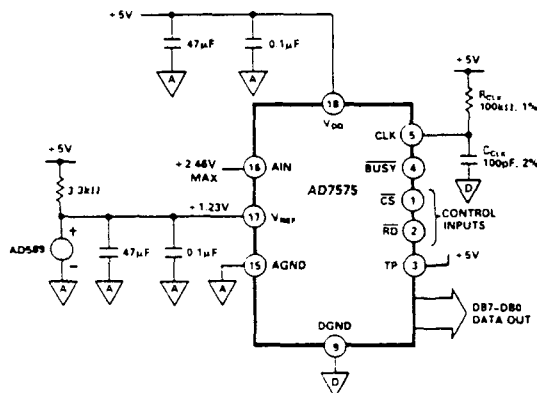 +5V
47µF
0.1µF
A
A
18
VDD
+5V
RCLK
100kΩ, 1%
CLK
5
CCLK
100pF, 2%
D
+5V
3.3kΩ
+2.46V
MAX
16
AIN
AD7575
BUSY
4
CS
1
CONTROL
INPUTS
RD
2
+1.23V
17
VREF
AD589
+
-
47µF
0.1µF
A
A
A
A
15
AGND
TP
3
+5V
DB7-DB0
DATA OUT
DGND
9
D